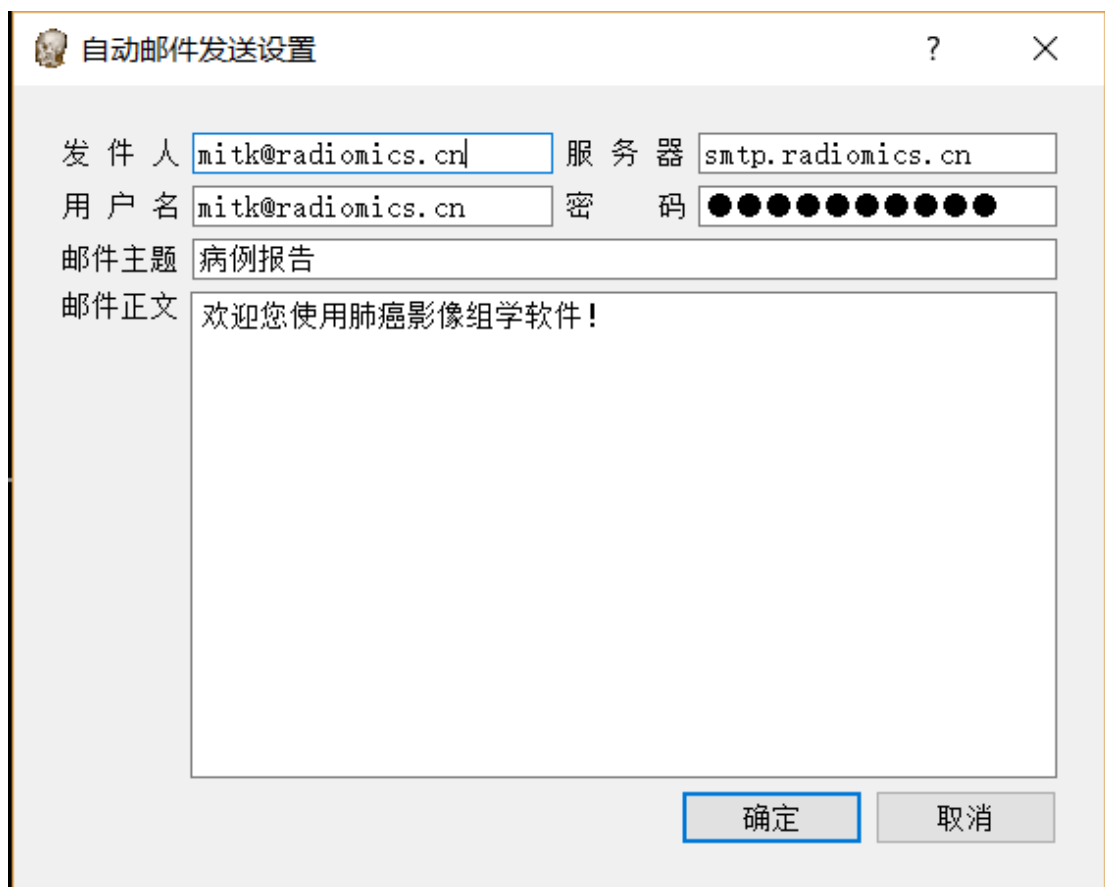 自动邮件发送设置 ?
发件人 mitk@radiomics.cn 服务器 smtp.radiomics.cn
用户名 mitk@radiomics.cn 密码 ●●●●●●●●●●
邮件主题 病例报告
邮件正文 欢迎您使用肺癌影像组学软件!
确定 取消